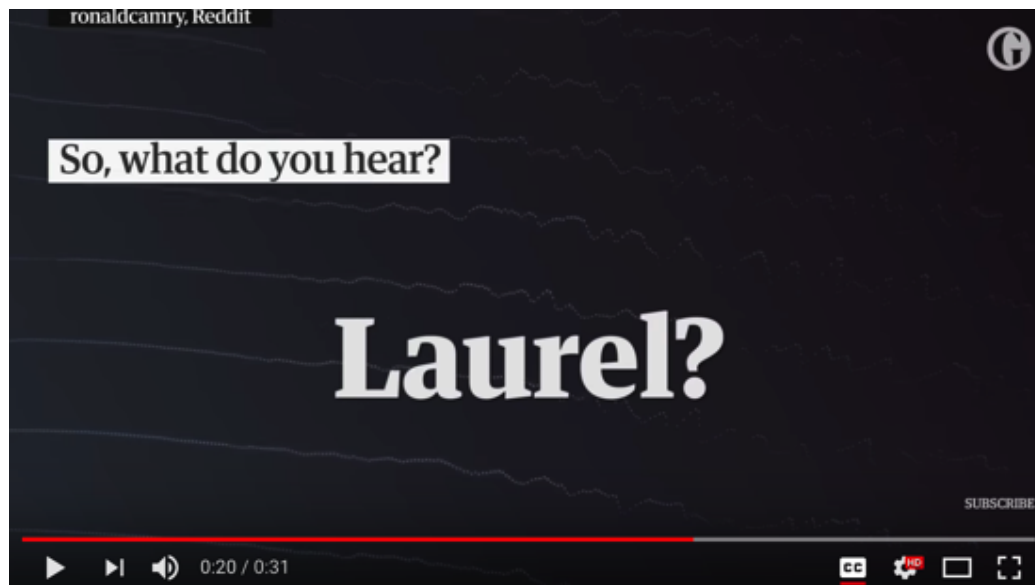 ronaldcamry, Reddit
So, what do you hear?
Laurel?
SUBSCRIBE
0:20 / 0:31
CC HD